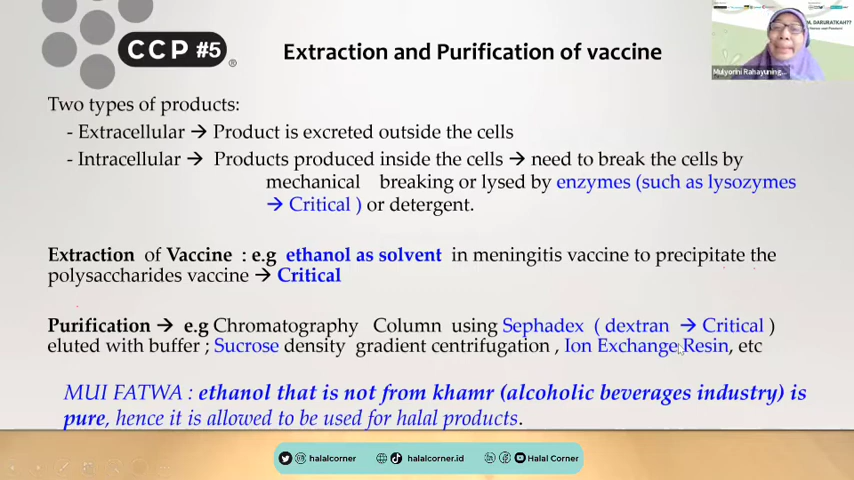 DARURATKAH??
CCP #5
Extraction and Purification of vaccine
Mulyorini Rahayuning...
Two types of products:
- Extracellular → Product is excreted outside the cells
- Intracellular → Products produced inside the cells → need to break the cells by
mechanical breaking or lysed by enzymes (such as lysozymes
→ Critical ) or detergent.
Extraction of Vaccine : e.g ethanol as solvent in meningitis vaccine to precipitate the
polysaccharides vaccine → Critical
Purification → e.g Chromatography Column using Sephadex ( dextran → Critical )
eluted with buffer ; Sucrose density gradient centrifugation , Ion Exchange Resin, etc
MUI FATWA : ethanol that is not from khamr (alcoholic beverages industry) is
pure, hence it is allowed to be used for halal products.
halalcorner halalcorner.id Halal Corner